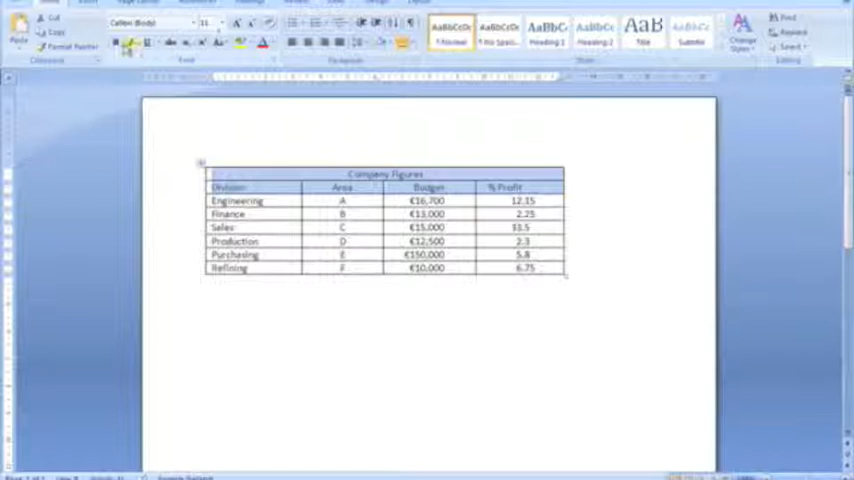 Cut
Calibri (Body) 11
AaBbCcDc AaBbCcDc AaBbC AaBbCc AaB AaBbCc
Find
Copy
Replace
Paste
Format Painter
¶ Normal ¶ No Spaci... Heading 1 Heading 2 Title Subtitle
Change
Styles
Select
Clipboard Font Paragraph Styles Editing
Company Figures
Division Area Budget % Profit
Engineering A €16,700 12.15
Finance B €13,000 2.25
Sales C €15,000 33.5
Production D €12,500 2.3
Purchasing E €150,000 5.8
Refining F €10,000 6.75